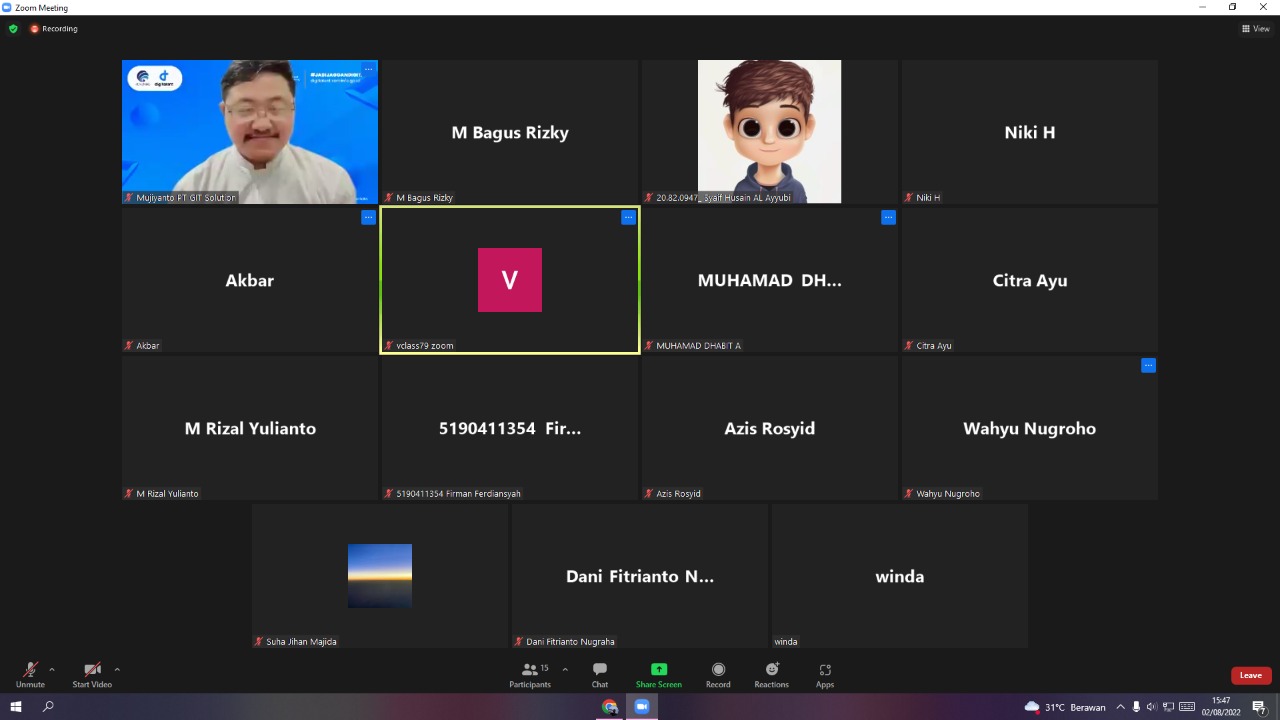 Zoom Meeting
Recording
View
M Bagus Rizky
Niki H
Mujiyanto PT GIT Solution
M Bagus Rizky
20.82.0947_ Syaif Husain AL Ayyubi
Niki H
Akbar
V
MUHAMAD DH...
Citra Ayu
Akbar
vclass79 zoom
MUHAMAD DHABIT A
Citra Ayu
M Rizal Yulianto
5190411354 Fir...
Azis Rosyid
Wahyu Nugroho
M Rizal Yulianto
5190411354 Firman Ferdiansyah
Azis Rosyid
Wahyu Nugroho
Dani Fitrianto N...
winda
Suha Jihan Majida
Dani Fitrianto Nugraha
winda
15
Unmute
Start Video
Participants
Chat
Share Screen
Record
Reactions
Apps
Leave
31°C Berawan
15:47
02/08/2022